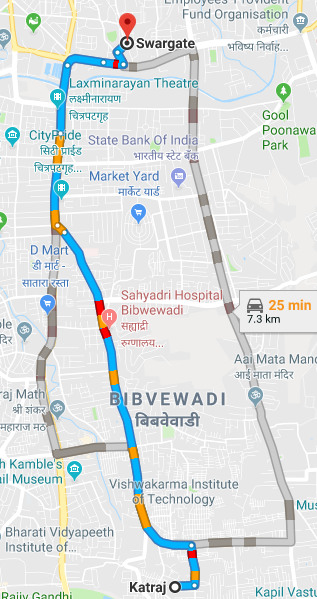 Employees' Provident
Fund Organisation
कर्मचारी
भविष्य निर्वाह...
Swargate
Laxminarayan Theatre
लक्ष्मीनारायण
चित्रपटगृह
Gool
Poonawa
Park
CityPride
सिटी प्राईड
चित्रपटगृह...
State Bank Of India
भारतीय स्टेट बँक
Market Yard
मार्केट यार्ड
D Mart
डी मार्ट -
सातारा रस्ता
Sahyadri Hospital
Bibwewadi
सह्याद्री
रुग्णालय...
25 min
7.3 km
Aai Mata Mand
आई माता मंदिर
raj Math
श्री शंकर
महाराज मठ
BIBVEWADI
बिबवेवाडी
h Kamble's
ail Museum
Vishwakarma Institute
of Technology
Mus
Bharati Vidyapeeth
Institute of...
Katraj
Rajiv Gandhi
Kapil Vastu